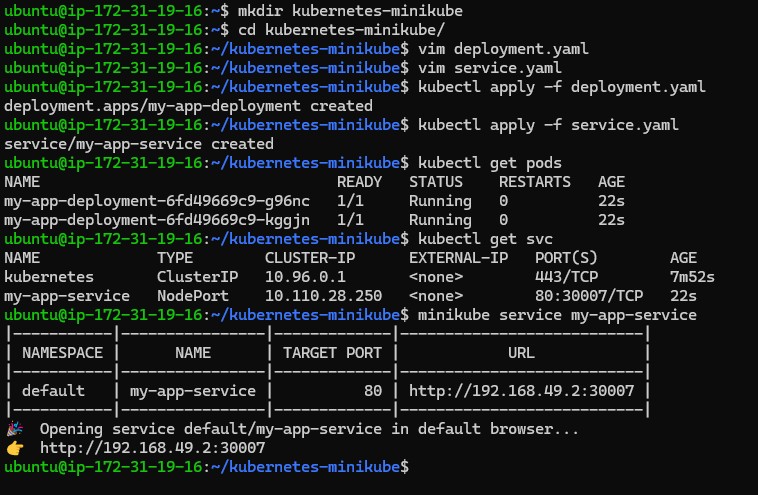 ubuntu@ip-172-31-19-16:~$ mkdir kubernetes-minikube
ubuntu@ip-172-31-19-16:~$ cd kubernetes-minikube/
ubuntu@ip-172-31-19-16:~/kubernetes-minikube$ vim deployment.yaml
ubuntu@ip-172-31-19-16:~/kubernetes-minikube$ vim service.yaml
ubuntu@ip-172-31-19-16:~/kubernetes-minikube$ kubectl apply -f deployment.yaml
deployment.apps/my-app-deployment created
ubuntu@ip-172-31-19-16:~/kubernetes-minikube$ kubectl apply -f service.yaml
service/my-app-service created
ubuntu@ip-172-31-19-16:~/kubernetes-minikube$ kubectl get pods
NAME                                 READY   STATUS    RESTARTS   AGE
my-app-deployment-6fd49669c9-g96nc   1/1     Running   0          22s
my-app-deployment-6fd49669c9-kggjn   1/1     Running   0          22s
ubuntu@ip-172-31-19-16:~/kubernetes-minikube$ kubectl get svc
NAME             TYPE        CLUSTER-IP      EXTERNAL-IP   PORT(S)        AGE
kubernetes       ClusterIP   10.96.0.1       <none>        443/TCP        7m52s
my-app-service   NodePort    10.110.28.250   <none>        80:30007/TCP   22s
ubuntu@ip-172-31-19-16:~/kubernetes-minikube$ minikube service my-app-service
|-----------|----------------|-------------|---------------------------|
| NAMESPACE |      NAME      | TARGET PORT |            URL            |
|-----------|----------------|-------------|---------------------------|
| default   | my-app-service |          80 | http://192.168.49.2:30007 |
|-----------|----------------|-------------|---------------------------|
🎉  Opening service default/my-app-service in default browser...
👉  http://192.168.49.2:30007
ubuntu@ip-172-31-19-16:~/kubernetes-minikube$